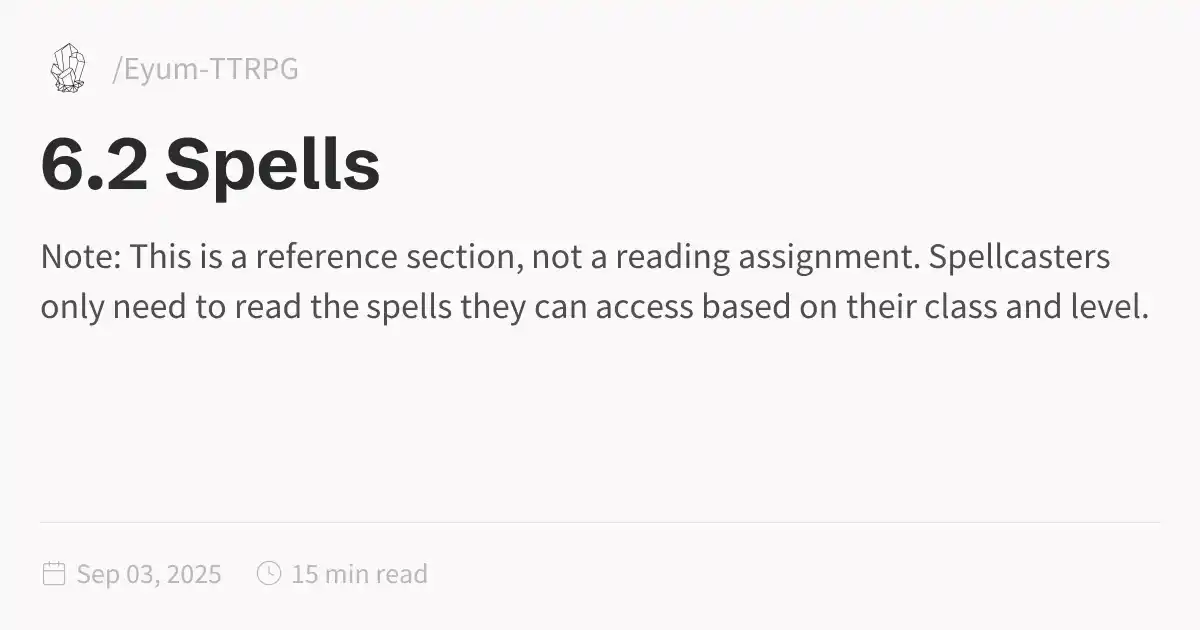 /Eyum-TTRPG
6.2 Spells
Note: This is a reference section, not a reading assignment. Spellcasters
only need to read the spells they can access based on their class and level.
Sep 03, 2025 15 min read